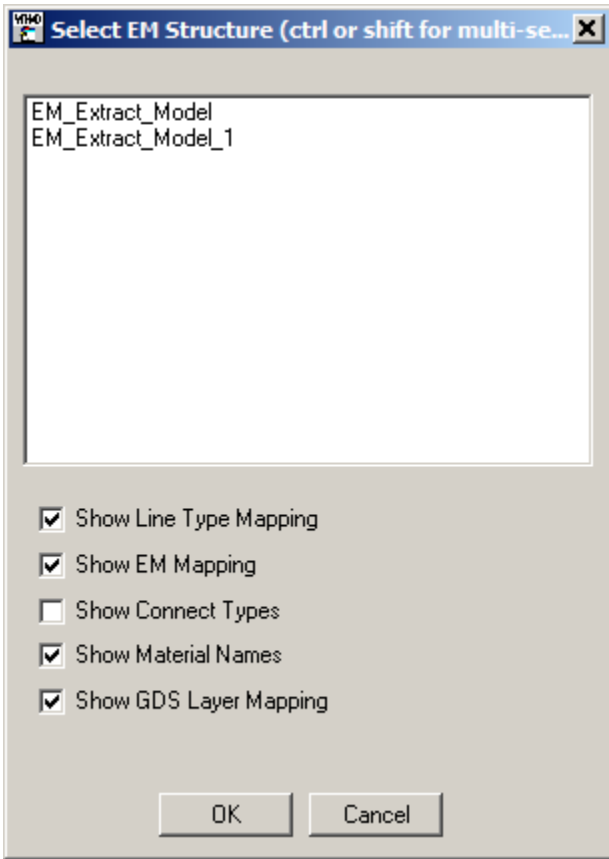 Select EM Structure (ctrl or shift for multi-se...
EM_Extract_Model
EM_Extract_Model_1
Show Line Type Mapping
Show EM Mapping
Show Connect Types
Show Material Names
Show GDS Layer Mapping
OK Cancel